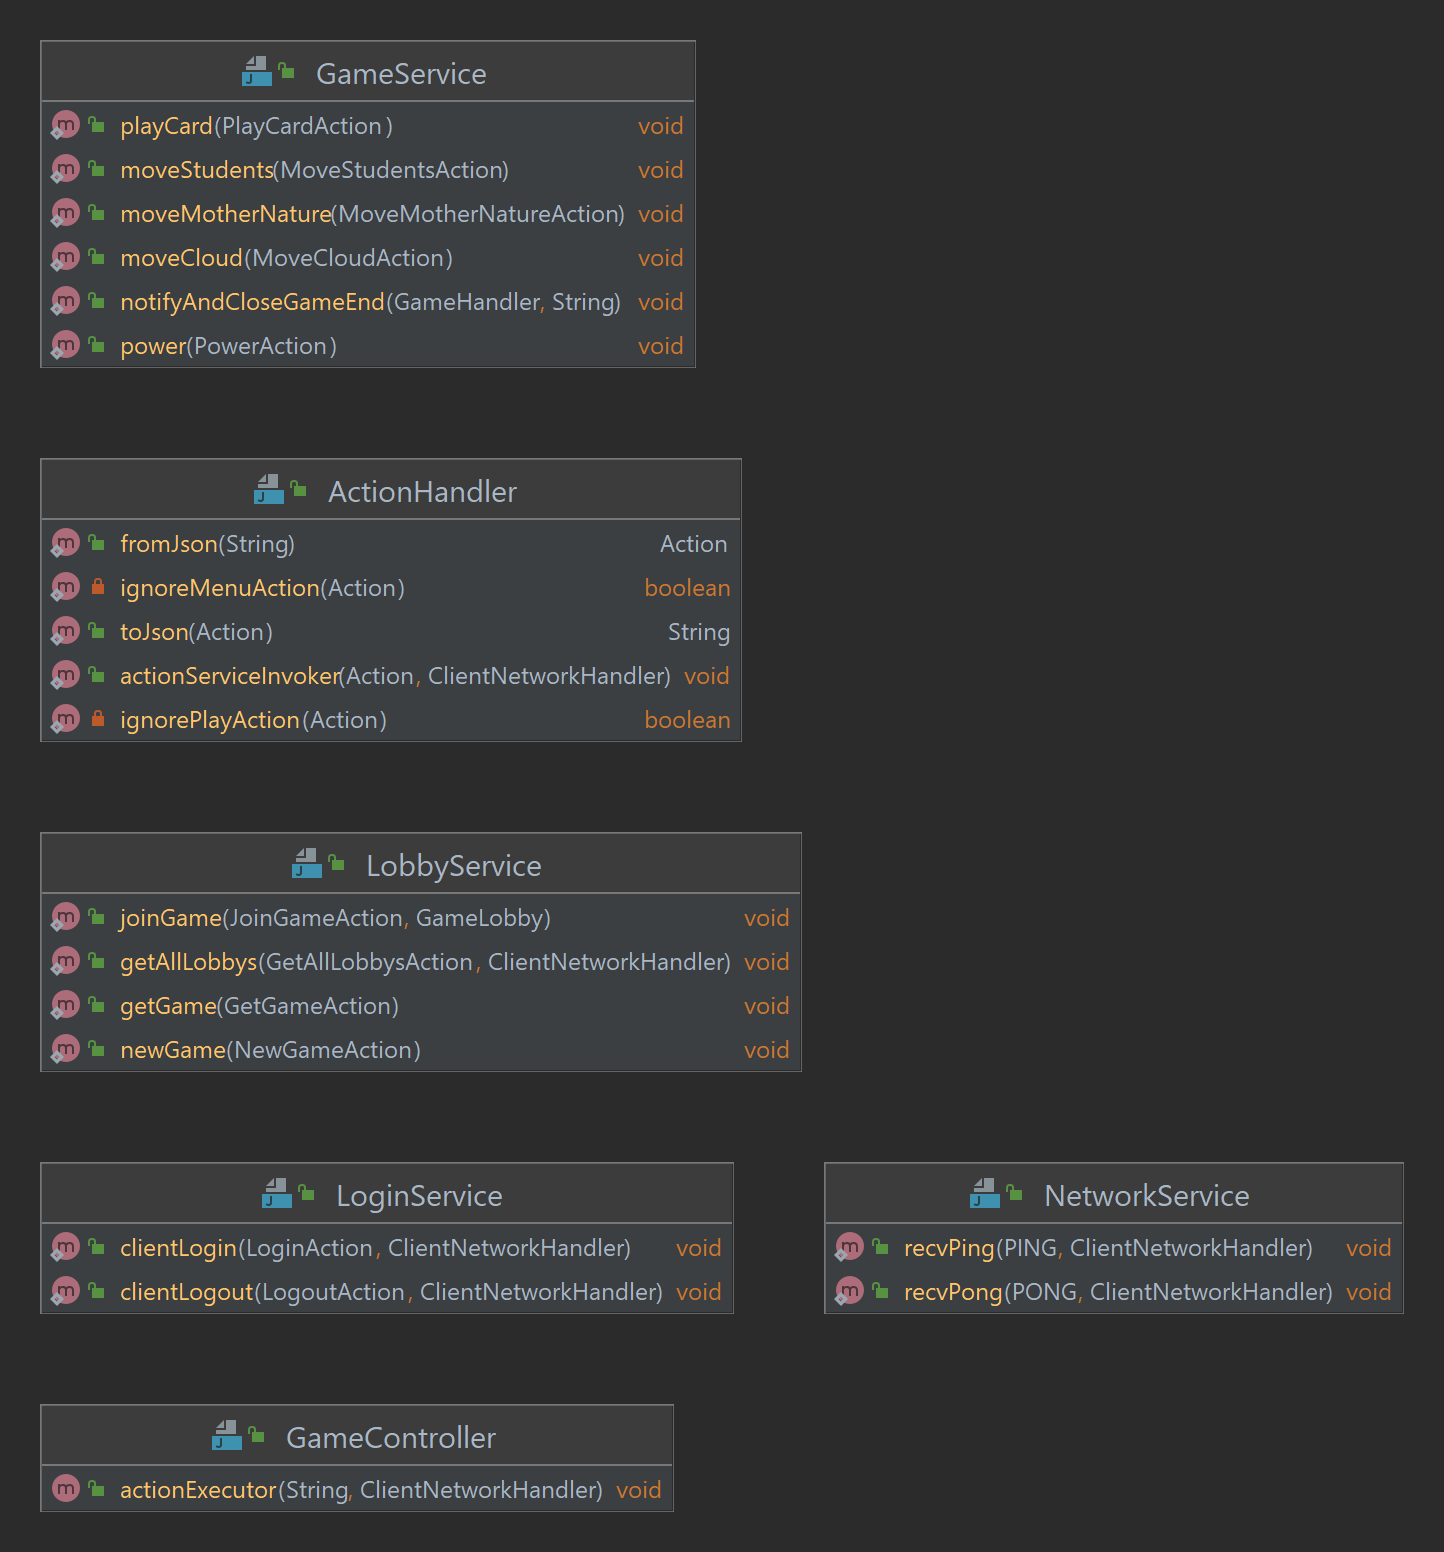 GameService
playCard(PlayCardAction) void
moveStudents(MoveStudentsAction) void
moveMotherNature(MoveMotherNatureAction) void
moveCloud(MoveCloudAction) void
notifyAndCloseGameEnd(GameHandler, String) void
power(PowerAction) void
ActionHandler
fromJson(String) Action
ignoreMenuAction(Action) boolean
toJson(Action) String
actionServiceInvoker(Action, ClientNetworkHandler) void
ignorePlayAction(Action) boolean
LobbyService
joinGame(JoinGameAction, GameLobby) void
getAllLobbys(GetAllLobbysAction, ClientNetworkHandler) void
getGame(GetGameAction) void
newGame(NewGameAction) void
LoginService
clientLogin(LoginAction, ClientNetworkHandler) void
clientLogout(LogoutAction, ClientNetworkHandler) void
NetworkService
recvPing(PING, ClientNetworkHandler) void
recvPong(PONG, ClientNetworkHandler) void
GameController
actionExecutor(String, ClientNetworkHandler) void